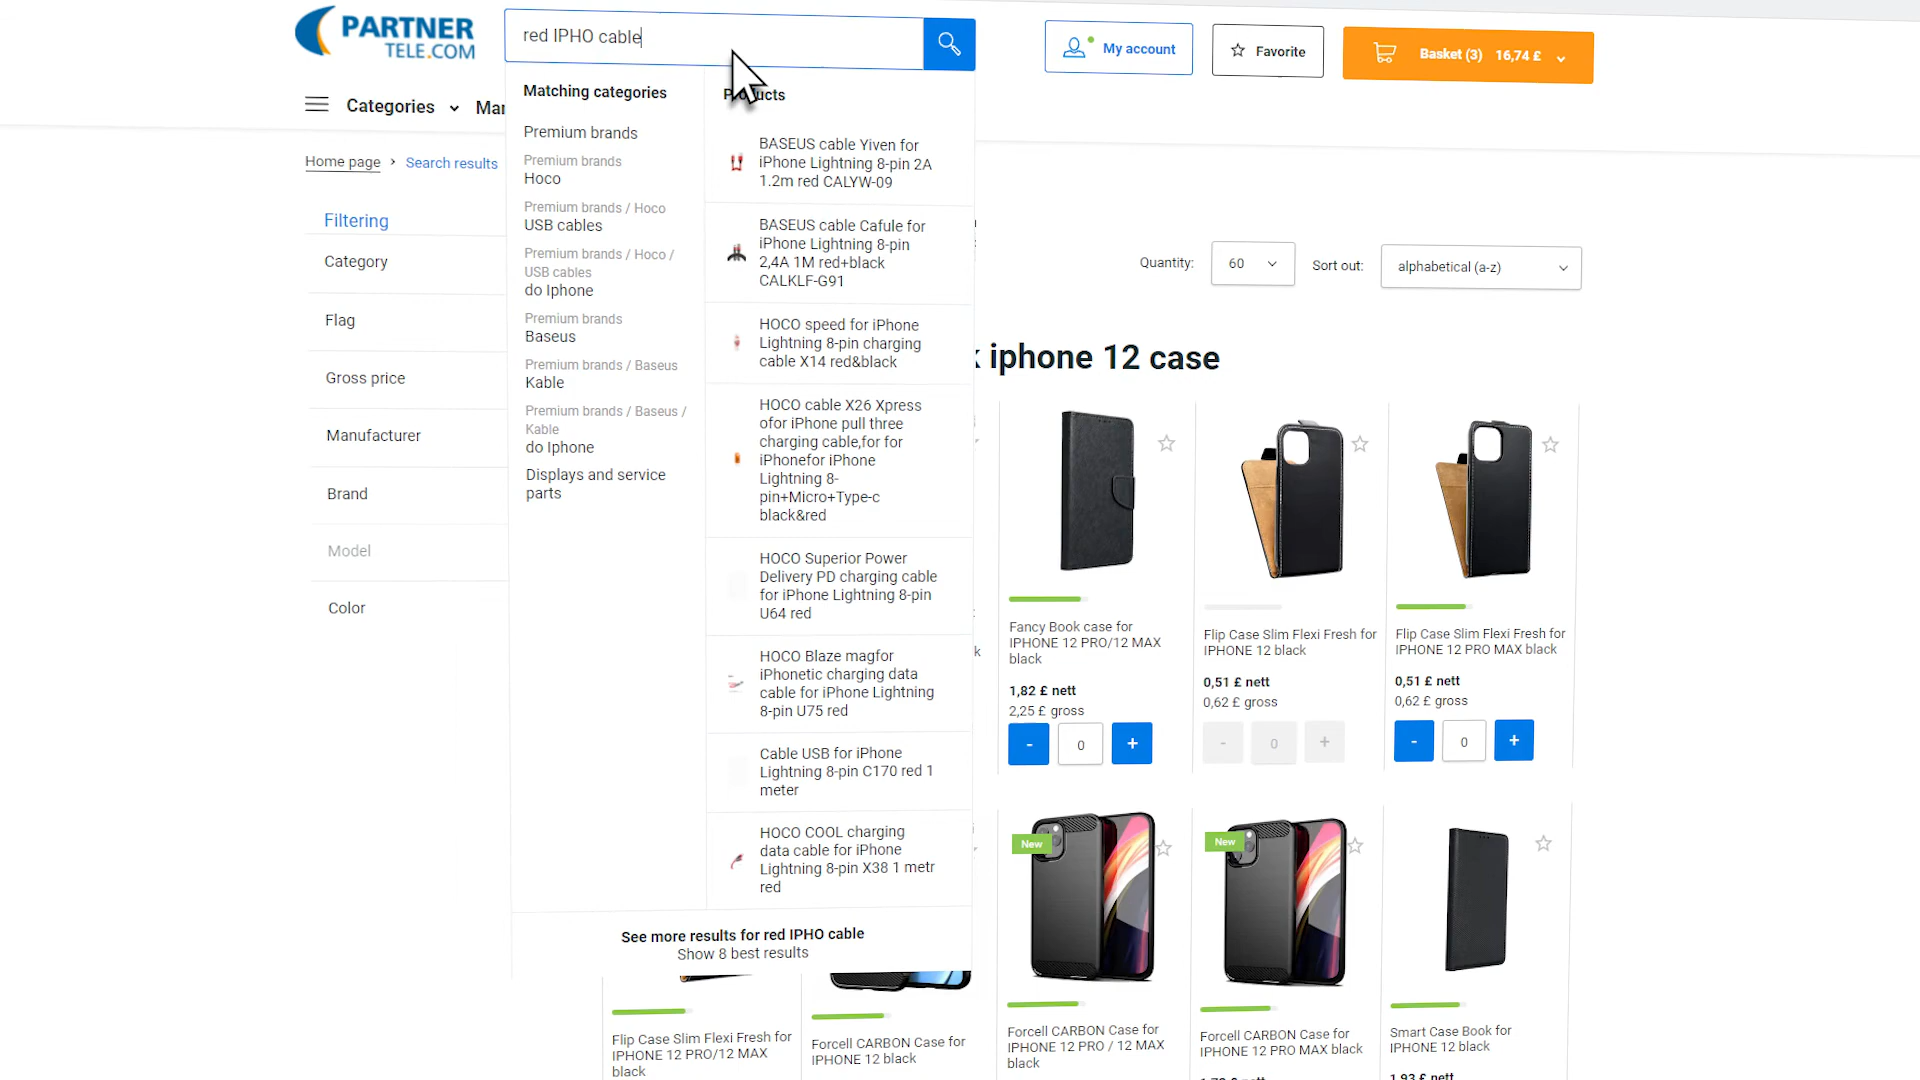 PARTNER
TELE.COM
red IPHO cable
My account
Favorite
Basket (3) 16,74 £
Categories
Home page > Search results
Matching categories
Premium brands
Premium brands
Hoco
Premium brands / Hoco
USB cables
Premium brands / Hoco /
USB cables
do Iphone
Premium brands
Baseus
Premium brands / Baseus
Kable
Premium brands / Baseus /
Kable
do Iphone
Displays and service
parts
BASEUS cable Yiven for
iPhone Lightning 8-pin 2A
1.2m red CALYW-09
BASEUS cable Cafule for
iPhone Lightning 8-pin
2,4A 1M red+black
CALKLF-G91
HOCO speed for iPhone
Lightning 8-pin charging
cable X14 red&black
HOCO cable X26 Xpress
ofor iPhone pull three
charging cable,for for
iPhonefor iPhone
Lightning 8-
pin+Micro+Type-c
black&red
HOCO Superior Power
Delivery PD charging cable
for iPhone Lightning 8-pin
U64 red
HOCO Blaze magfor
iPhonetic charging data
cable for iPhone Lightning
8-pin U75 red
Cable USB for iPhone
Lightning 8-pin C170 red 1
meter
HOCO COOL charging
data cable for iPhone
Lightning 8-pin X38 1 metr
red
See more results for red IPHO cable
Show 8 best results
Filtering
Category
Flag
Gross price
Manufacturer
Brand
Model
Color
Quantity: 60 Sort out: alphabetical (a-z)
iphone 12 case
Fancy Book case for
IPHONE 12 PRO/12 MAX
black
1,82 £ nett
2,25 £ gross
- 0 +
Flip Case Slim Flexi Fresh for
IPHONE 12 black
0,51 £ nett
0,62 £ gross
- 0 +
Flip Case Slim Flexi Fresh for
IPHONE 12 PRO MAX black
0,51 £ nett
0,62 £ gross
- 0 +
New
New
Flip Case Slim Flexi Fresh for
IPHONE 12 PRO/12 MAX
black
Forcell CARBON Case for
IPHONE 12 black
Forcell CARBON Case for
IPHONE 12 PRO / 12 MAX
black
Forcell CARBON Case for
IPHONE 12 PRO MAX black
Smart Case Book for
IPHONE 12 black
1,93 £ nett